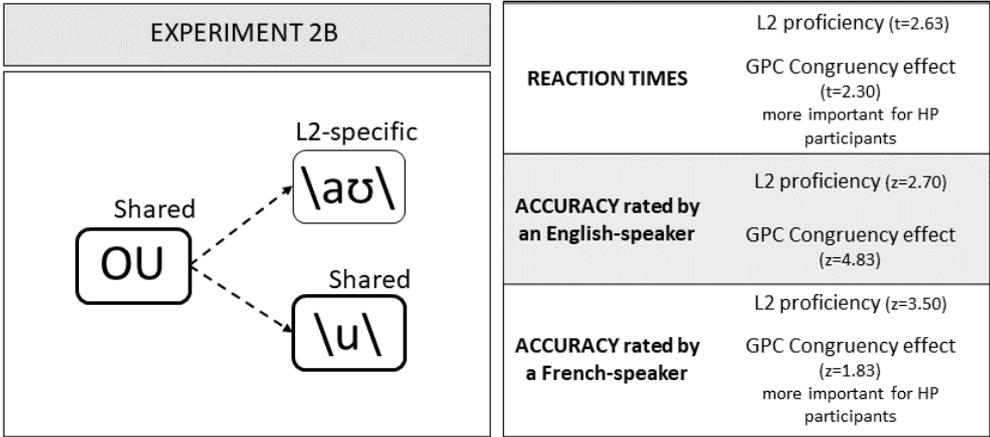 EXPERIMENT 2B
L2-specific
\aʊ\
Shared
OU
Shared
\u\
REACTION TIMES
L2 proficiency (t=2.63)
GPC Congruency effect
(t=2.30)
more important for HP
participants
ACCURACY rated by
an English-speaker
L2 proficiency (z=2.70)
GPC Congruency effect
(z=4.83)
ACCURACY rated by
a French-speaker
L2 proficiency (z=3.50)
GPC Congruency effect
(z=1.83)
more important for HP
participants